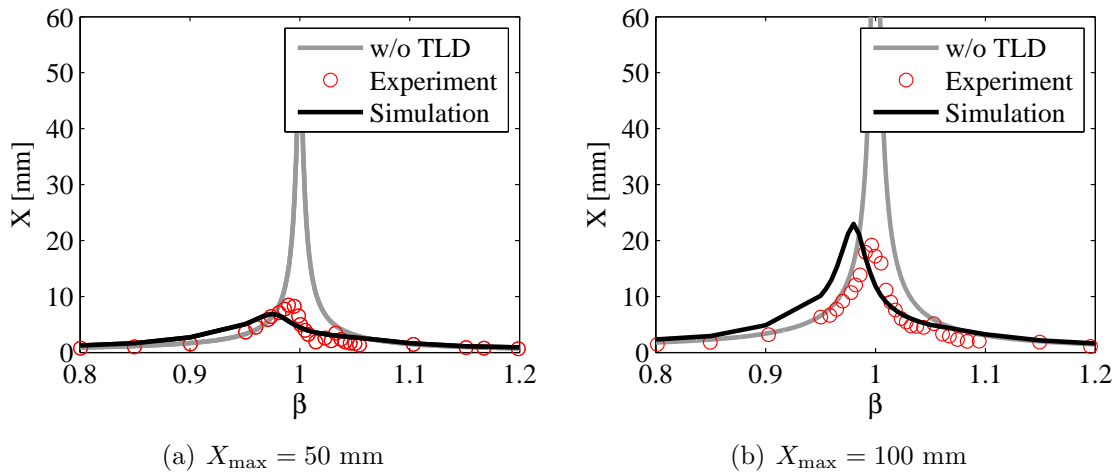 60
50
40
30
20
10
0
X [mm]
w/o TLD
Experiment
Simulation
0.8 0.9 1 1.1 1.2
β
(a) X_max = 50 mm
60
50
40
30
20
10
0
X [mm]
w/o TLD
Experiment
Simulation
0.8 0.9 1 1.1 1.2
β
(b) X_max = 100 mm